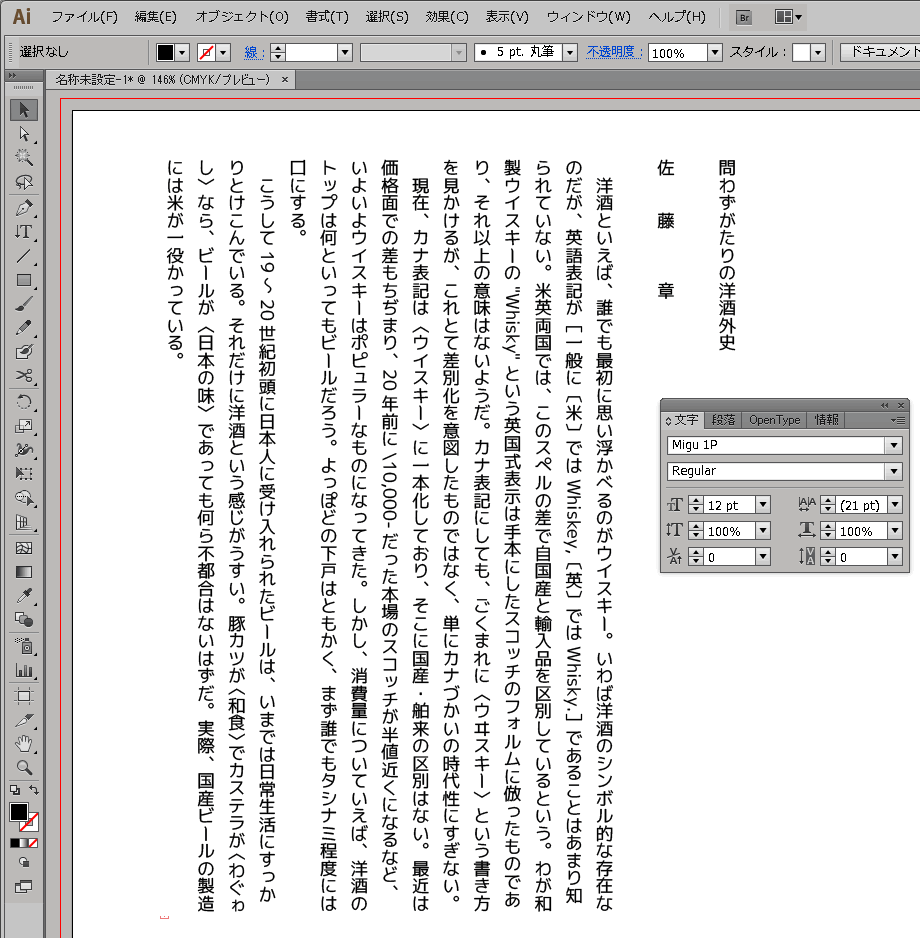 Ai ファイル(F) 編集(E) オブジェクト(O) 書式(T) 選択(S) 効果(C) 表示(V) ウィンドウ(W) ヘルプ(H) Br
選択なし 線: 5 pt. 丸筆 不透明度: 100% スタイル: ドキュメント
名称未設定-1* @ 146% (CMYK/プレビュー) ×
問わずがたりの洋酒外史
佐藤章
洋酒といえば、誰でも最初に思い浮かべるのがウイスキー。いわば洋酒のシンボル的な存在な
のだが、英語表記が［一般に〔米〕では Whiskey,〔英〕では Whisky.］であることはあまり知
られていない。米英両国では、このスペルの差で自国産と輸入品を区別しているという。わが和
製ウイスキーの "Whisky" という英国式表示は手本にしたスコッチのフォルムに倣ったものであ
り、それ以上の意味はないようだ。カナ表記にしても、ごくまれに〈ウヰスキー〉という書き方
を見かけるが、これとて差別化を意図したものではなく、単にカナづかいの時代性にすぎない。
現在、カナ表記は〈ウイスキー〉に一本化しており、そこに国産・舶来の区別はない。最近は
価格面での差もちぢまり、20 年前に \10,000- だった本場のスコッチが半値近くになるなど、
いよいよウイスキーはポピュラーなものになってきた。しかし、消費量についていえば、洋酒の
トップは何といってもビールだろう。よっぽどの下戸はともかく、まず誰でもタシナミ程度には
口にする。
こうして 19 〜 20 世紀初頭に日本人に受け入れられたビールは、いまでは日常生活にすっか
りとけこんでいる。それだけに洋酒という感じがうすい。豚カツが〈和食〉でカステラが〈わぐゎ
し〉なら、ビールが〈日本の味〉であっても何ら不都合はないはずだ。実際、国産ビールの製造
には米が一役かっている。
文字 段落 OpenType 情報
Migu 1P
Regular
12 pt (21 pt)
100% 100%
0 0